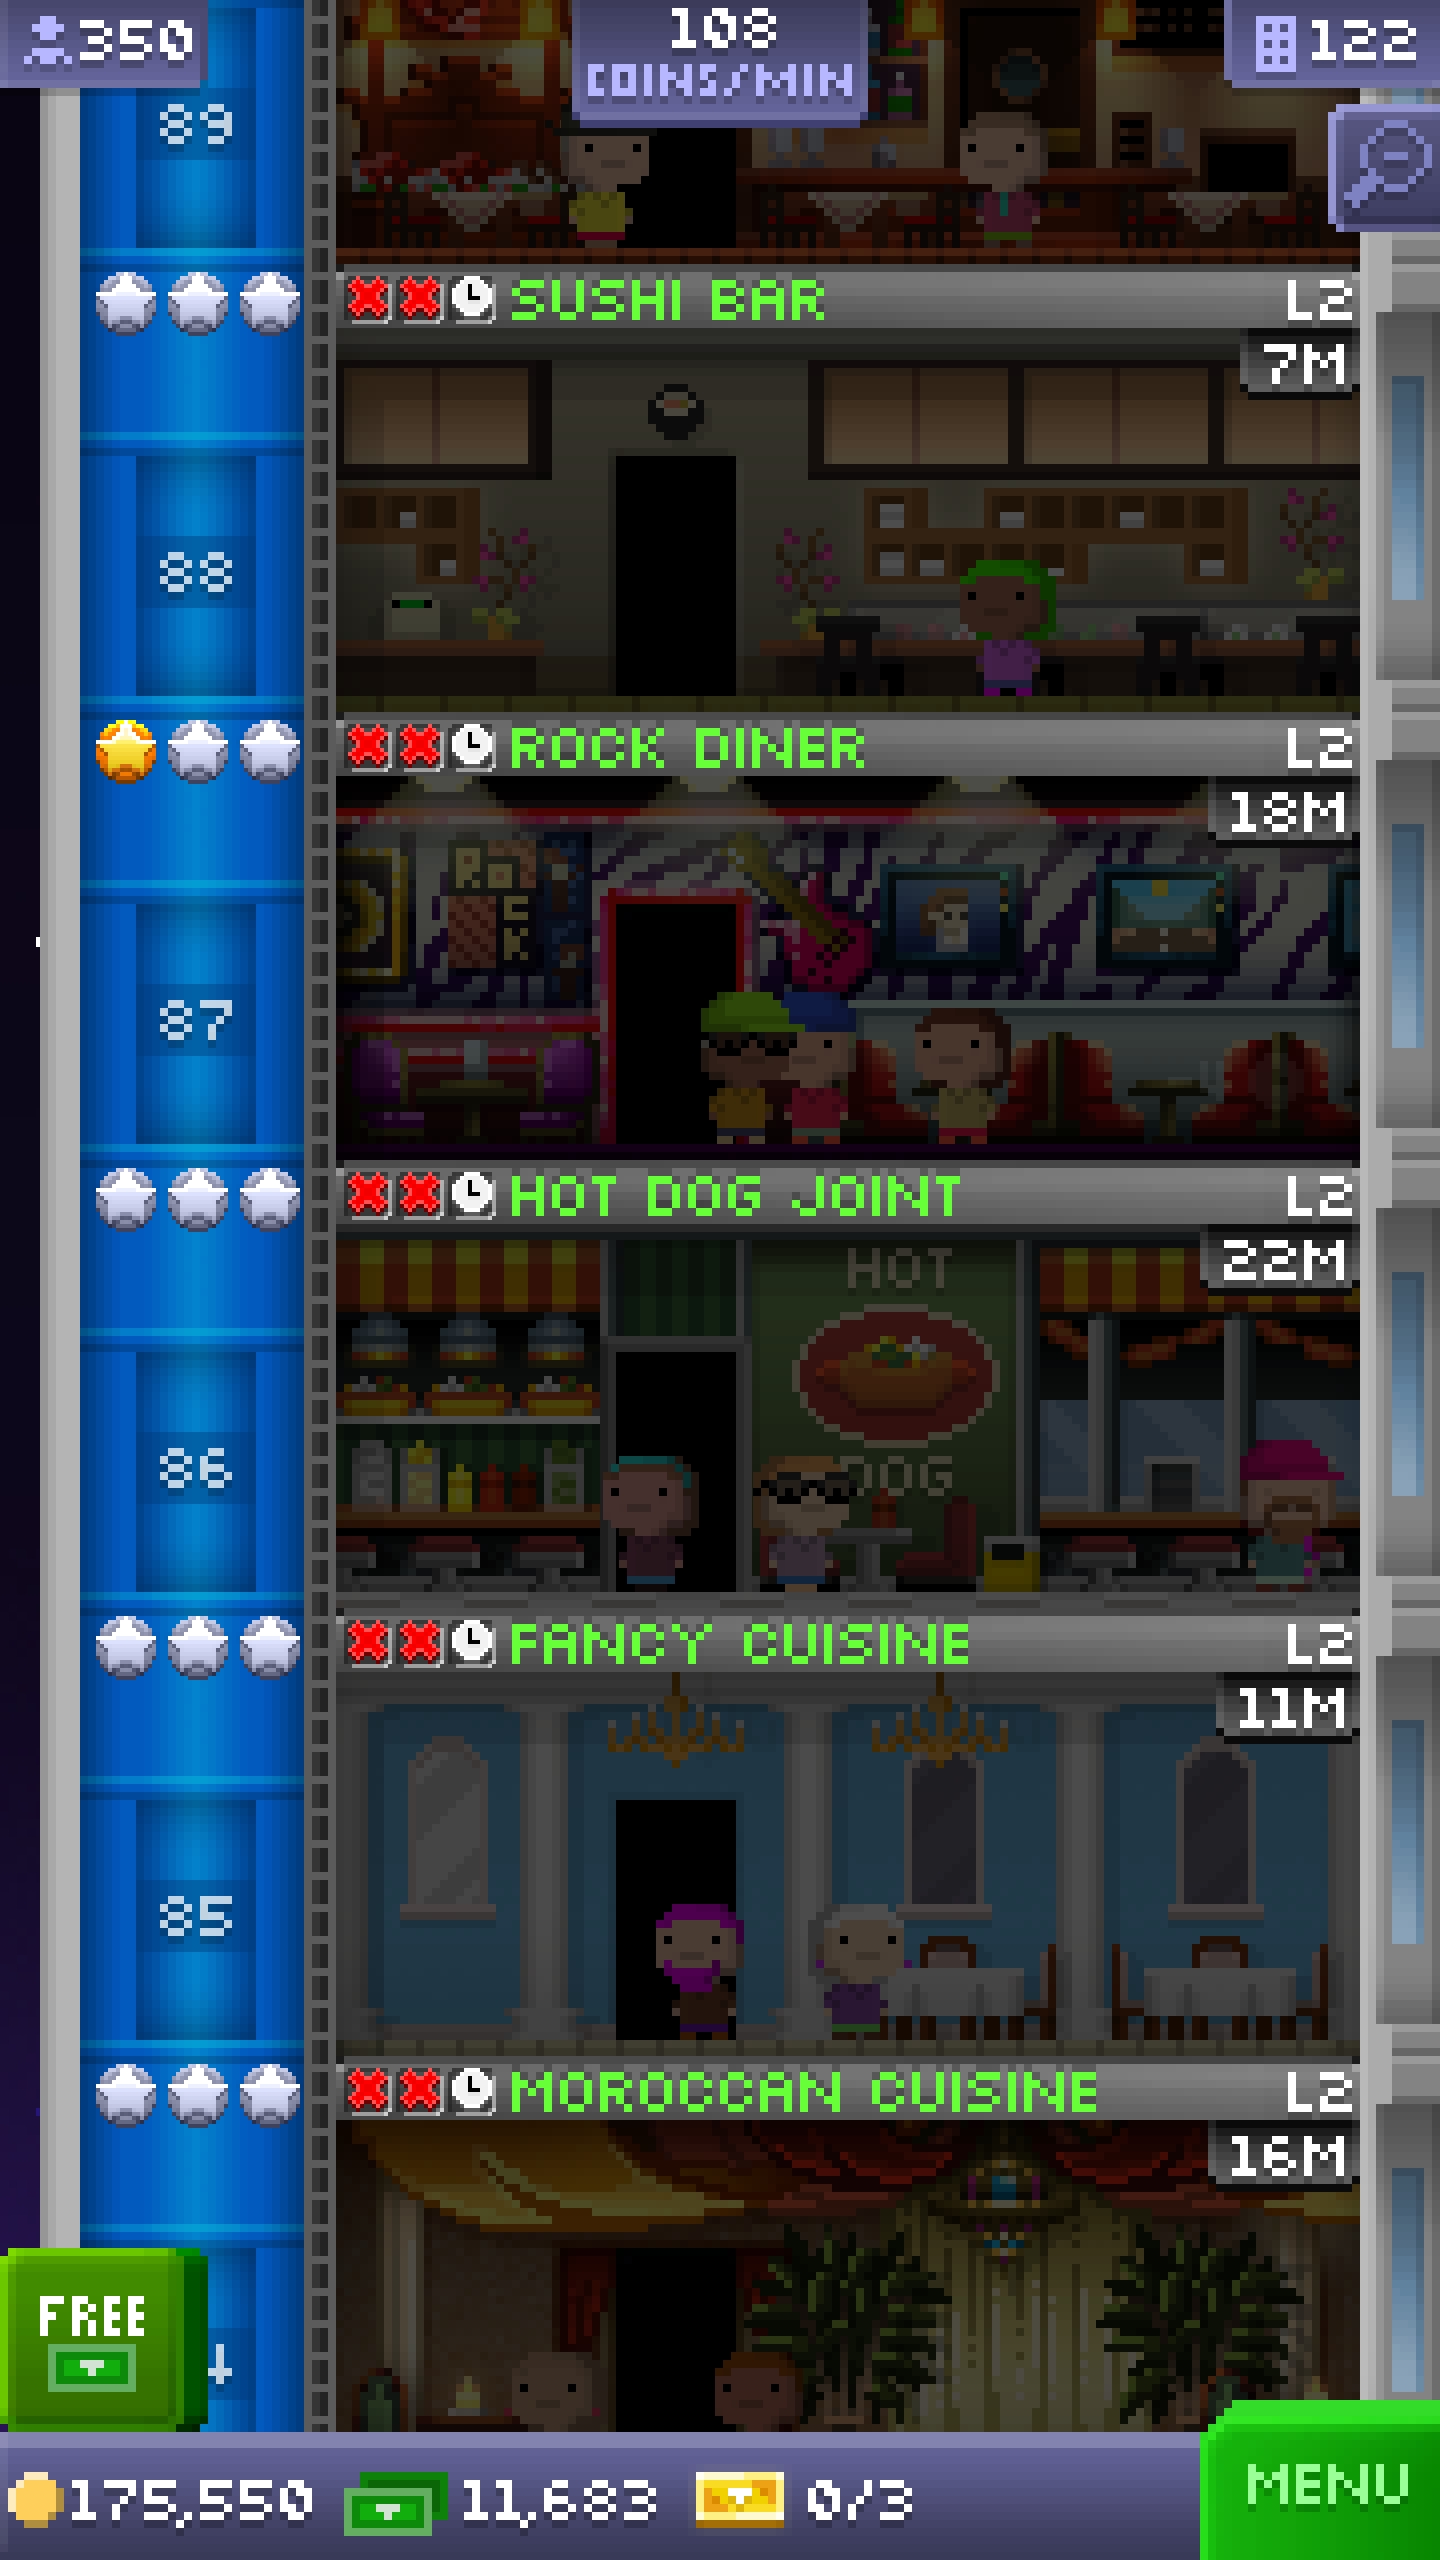 350
108
COINS/MIN
122
89
SUSHI BAR L2
7M
88
ROCK DINER L2
18M
ROCK
87
HOT DOG JOINT L2
22M
HOT
DOG
86
FANCY CUISINE L2
11M
85
MOROCCAN CUISINE L2
16M
FREE
4
175,550 11,683 0/3
MENU